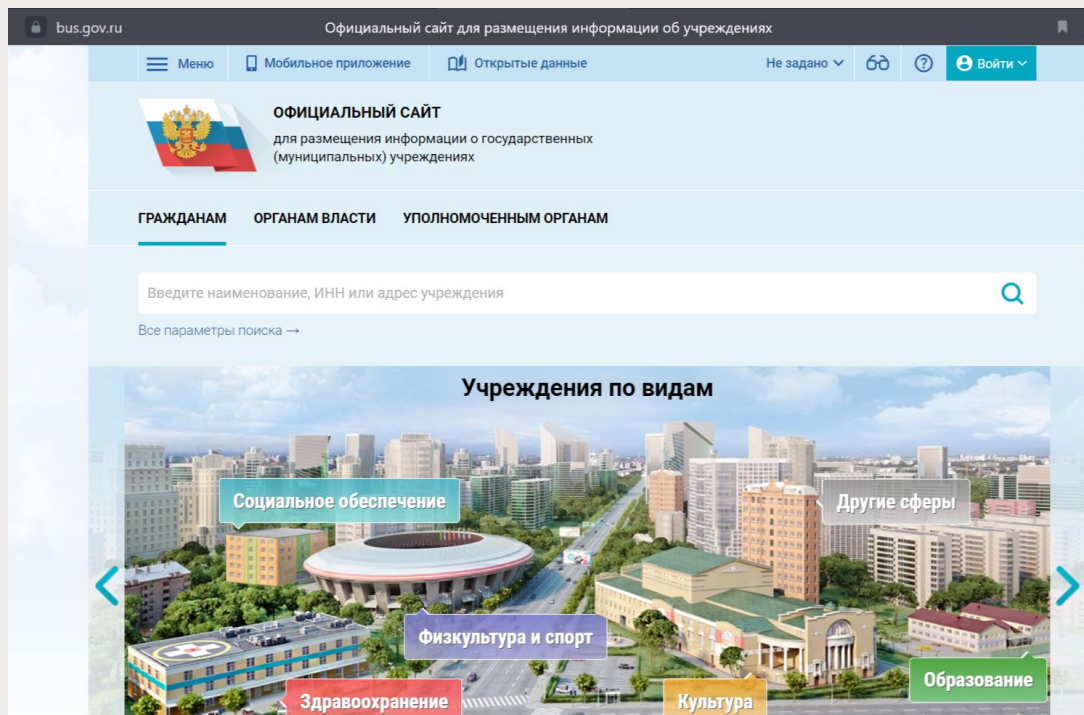 bus.gov.ru
Официальный сайт для размещения информации об учреждениях
Меню
Мобильное приложение
Открытые данные
Не задано
Войти
ОФИЦИАЛЬНЫЙ САЙТ
для размещения информации о государственных
(муниципальных) учреждениях
ГРАЖДАНАМ
ОРГАНАМ ВЛАСТИ
УПОЛНОМОЧЕННЫМ ОРГАНАМ
Введите наименование, ИНН или адрес учреждения
Все параметры поиска →
Учреждения по видам
Социальное обеспечение
Другие сферы
Физкультура и спорт
Образование
Здравоохранение
Культура